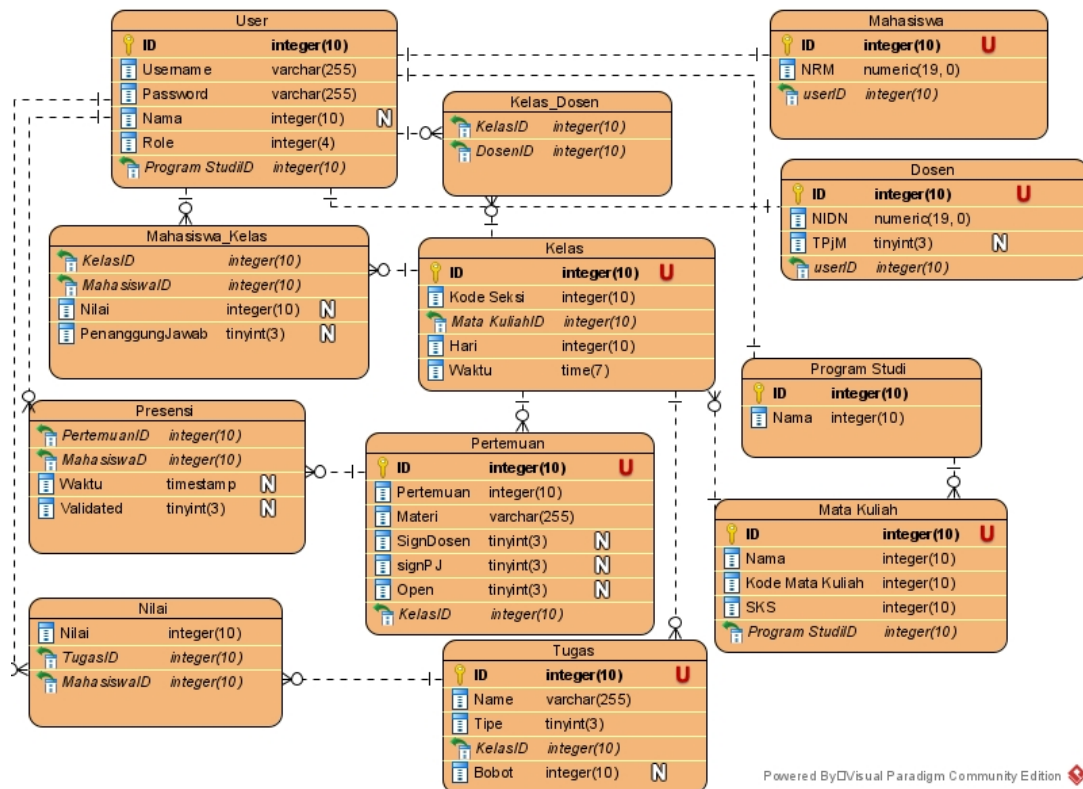 User
ID integer(10)
Username varchar(255)
Password varchar(255)
Nama integer(10) N
Role integer(4)
Program StudiID integer(10)
Mahasiswa
ID integer(10) U
NRM numeric(19, 0)
userID integer(10)
Kelas_Dosen
KelasID integer(10)
DosenID integer(10)
Dosen
ID integer(10) U
NIDN numeric(19, 0)
TPjM tinyint(3) N
userID integer(10)
Mahasiswa_Kelas
KelasID integer(10)
MahasiswaID integer(10)
Nilai integer(10) N
PenanggungJawab tinyint(3) N
Kelas
ID integer(10) U
Kode Seksi integer(10)
Mata KuliahID integer(10)
Hari integer(10)
Waktu time(7)
Program Studi
ID integer(10)
Nama integer(10)
Presensi
PertemuanID integer(10)
MahasiswaD integer(10)
Waktu timestamp N
Validated tinyint(3) N
Pertemuan
ID integer(10) U
Pertemuan integer(10)
Materi varchar(255)
SignDosen tinyint(3) N
signPJ tinyint(3) N
Open tinyint(3) N
KelasID integer(10)
Mata Kuliah
ID integer(10) U
Nama integer(10)
Kode Mata Kuliah integer(10)
SKS integer(10)
Program StudiID integer(10)
Nilai
Nilai integer(10)
TugasID integer(10)
MahasiswaID integer(10)
Tugas
ID integer(10) U
Name varchar(255)
Tipe tinyint(3)
KelasID integer(10)
Bobot integer(10) N
Powered By□Visual Paradigm Community Edition